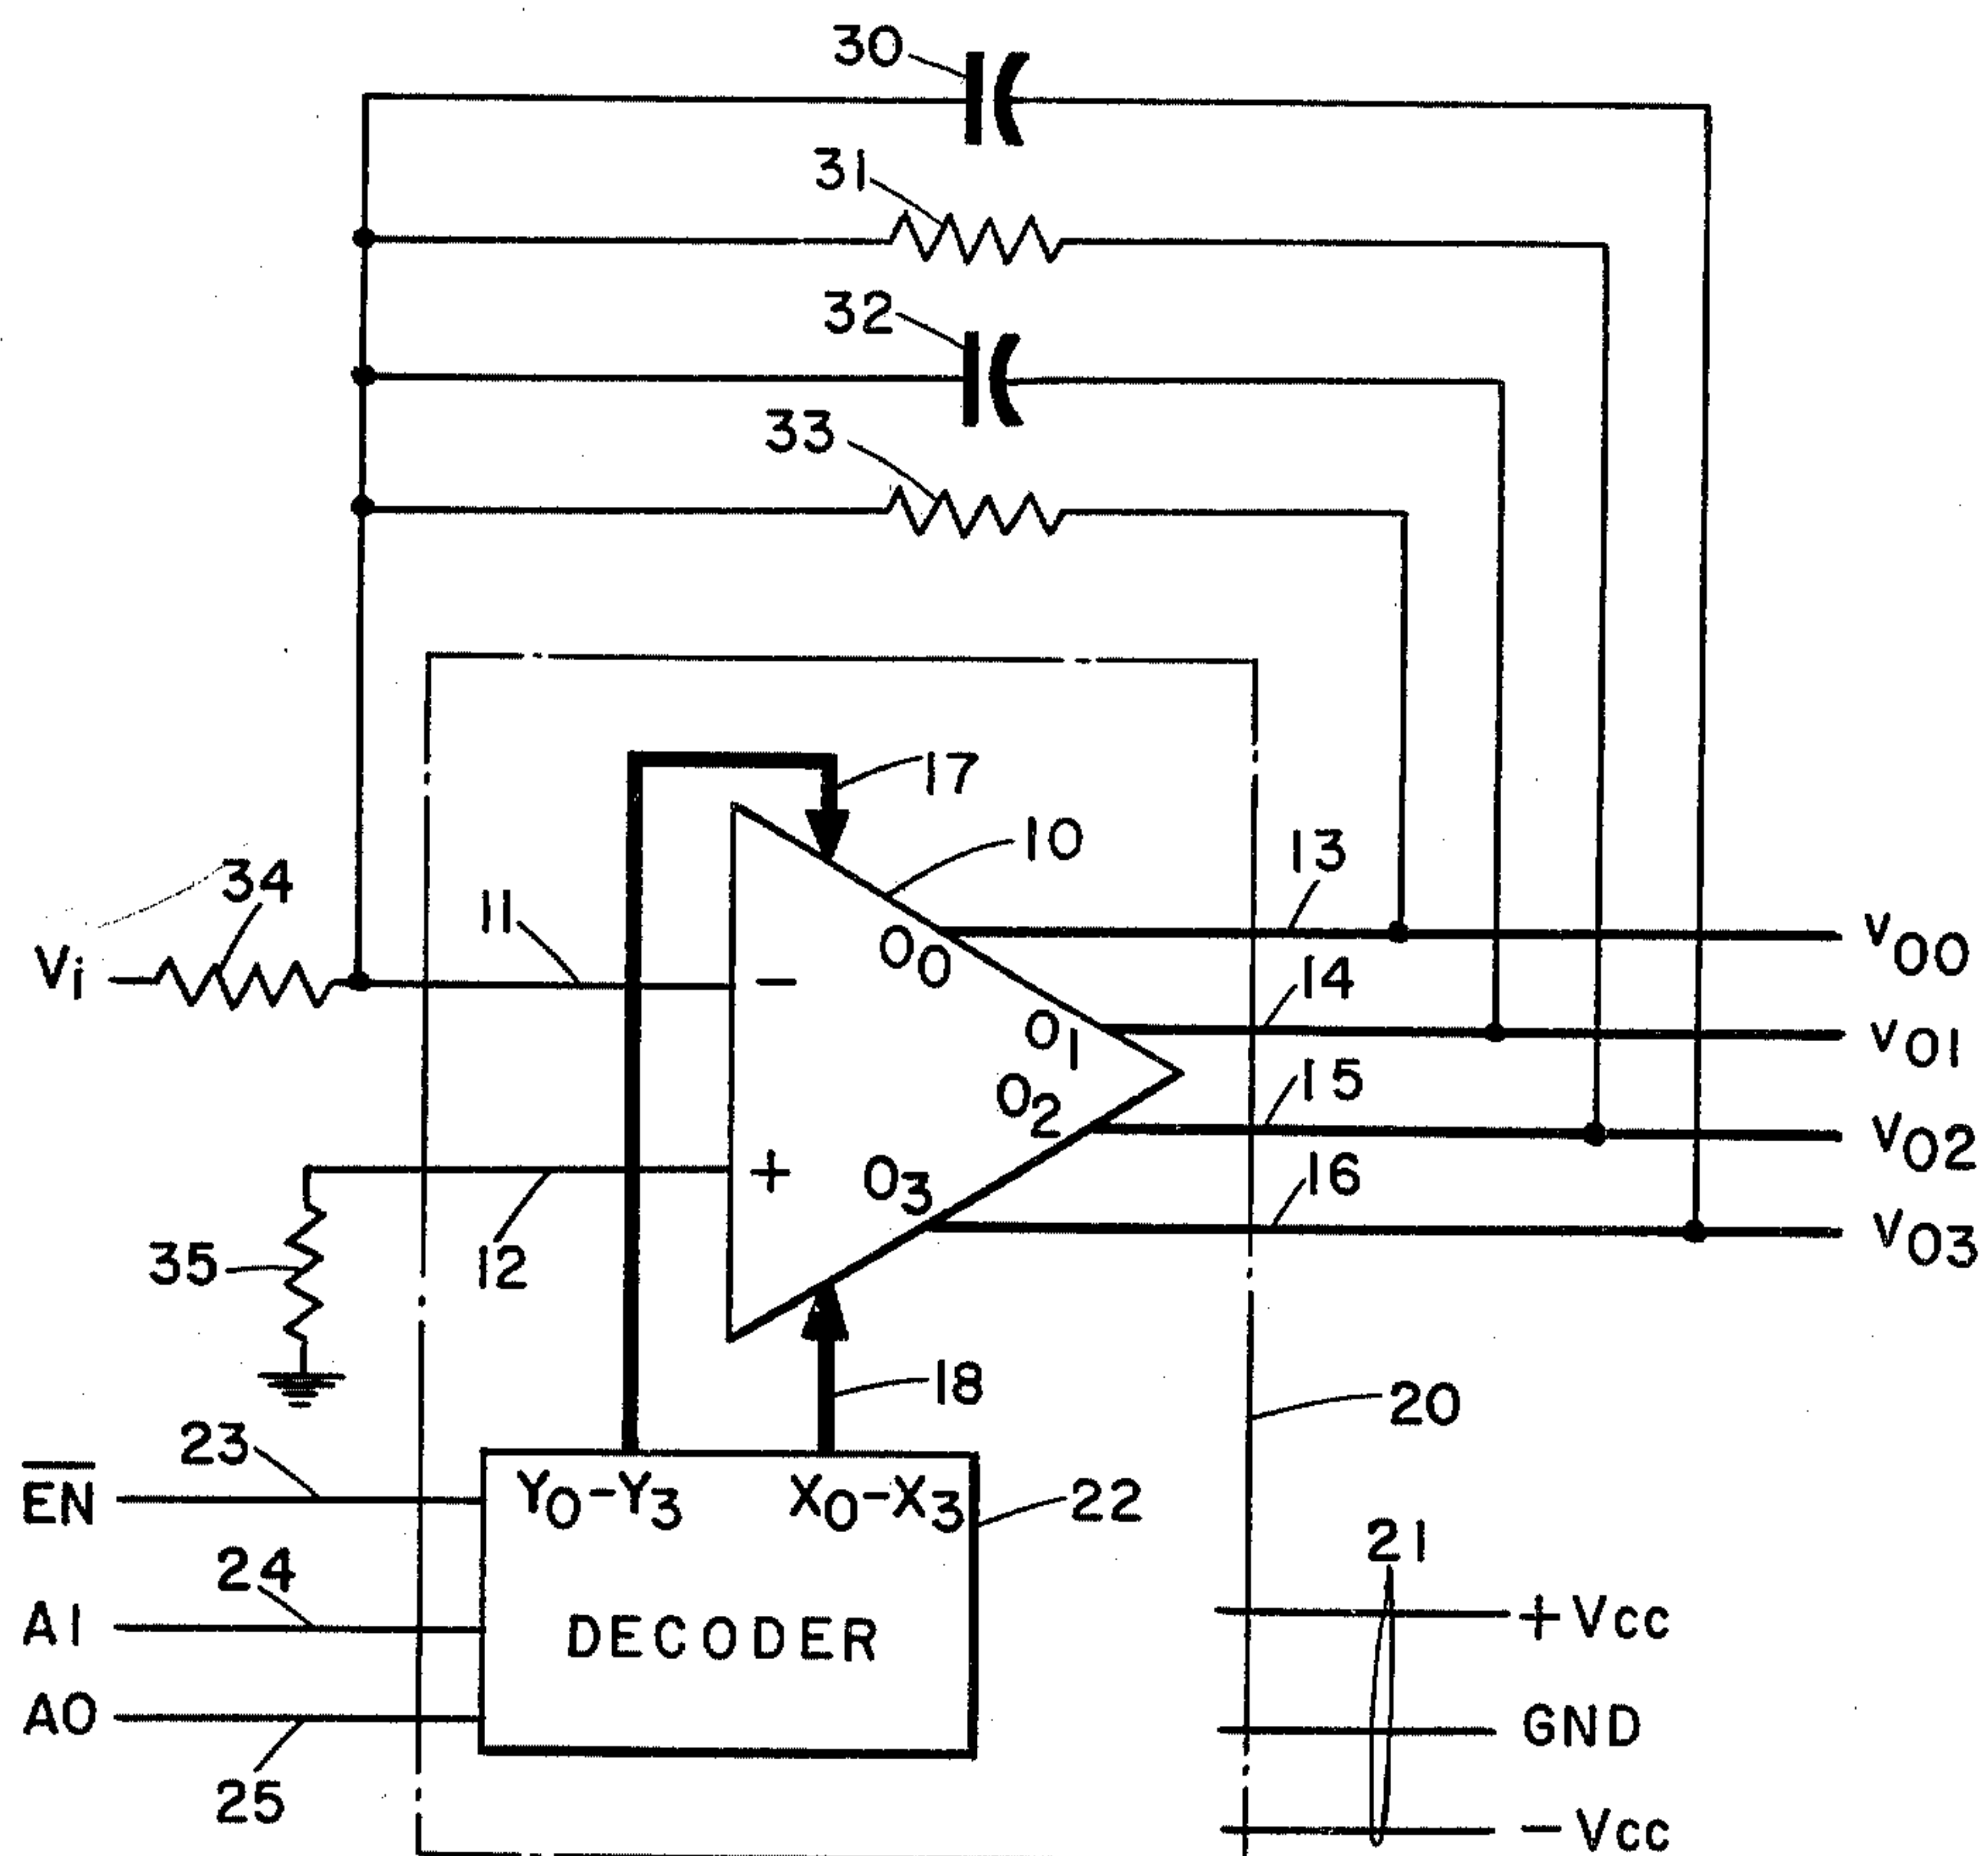 30
31
32
33
17
10
13
34
11
Vi
-
O0
V00
14
O1
V01
15
O2
V02
+
O3
16
V03
35
12
18
20
23
EN
Y0-Y3 X0-X3
22
24
21
A1
DECODER
+Vcc
A0
GND
25
-Vcc